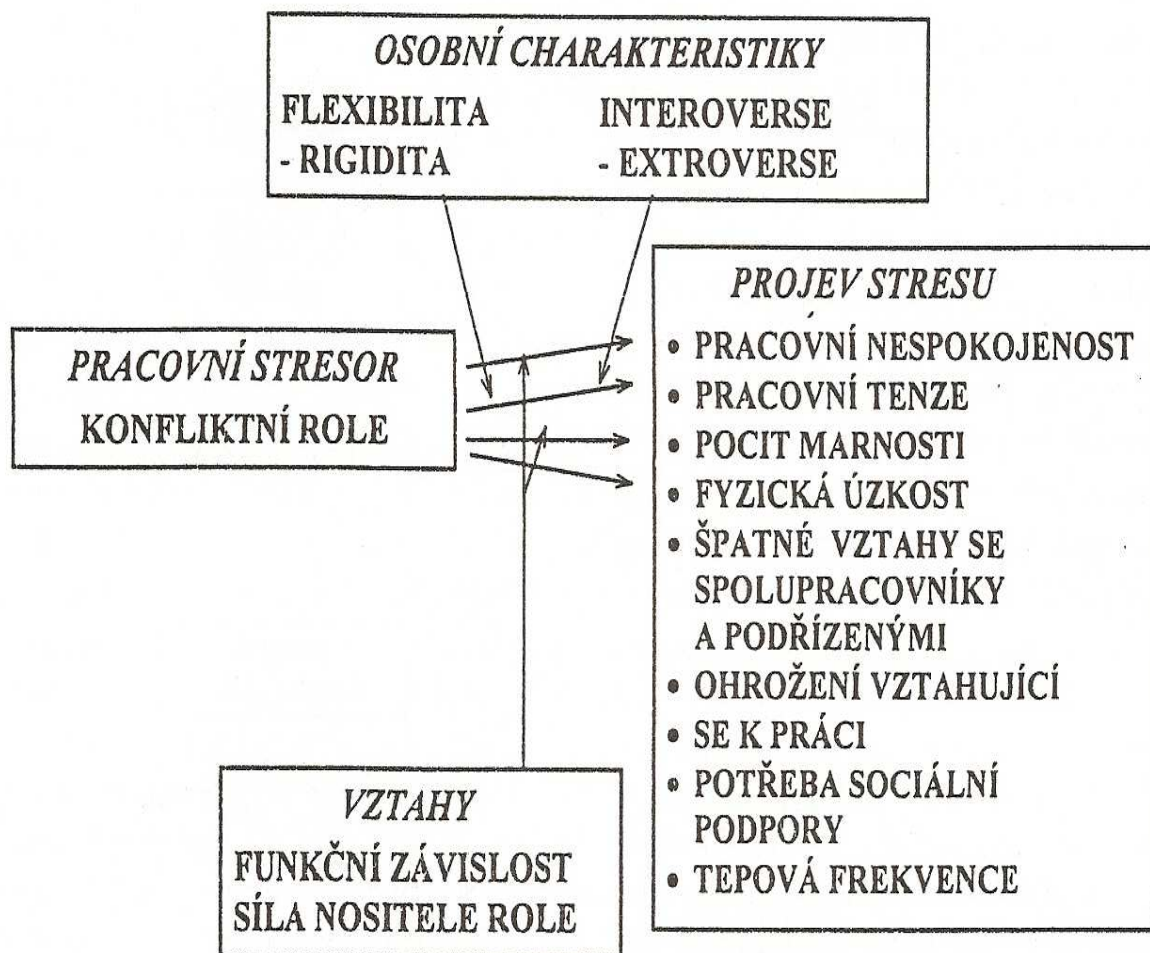 OSOBNÍ CHARAKTERISTIKY
FLEXIBILITA INTEROVERSE
- RIGIDITA - EXTROVERSE
PRACOVNÍ STRESOR
KONFLIKTNÍ ROLE
PROJEV STRESU
• PRACOVNÍ NESPOKOJENOST
• PRACOVNÍ TENZE
• POCIT MARNOSTI
• FYZICKÁ ÚZKOST
• ŠPATNÉ VZTAHY SE
SPOLUPRACOVNÍKY
A PODŘÍZENÝMI
• OHROŽENÍ VZTAHUJÍCÍ
• SE K PRÁCI
• POTŘEBA SOCIÁLNÍ
PODPORY
• TEPOVÁ FREKVENCE
VZTAHY
FUNKČNÍ ZÁVISLOST
SÍLA NOSITELE ROLE